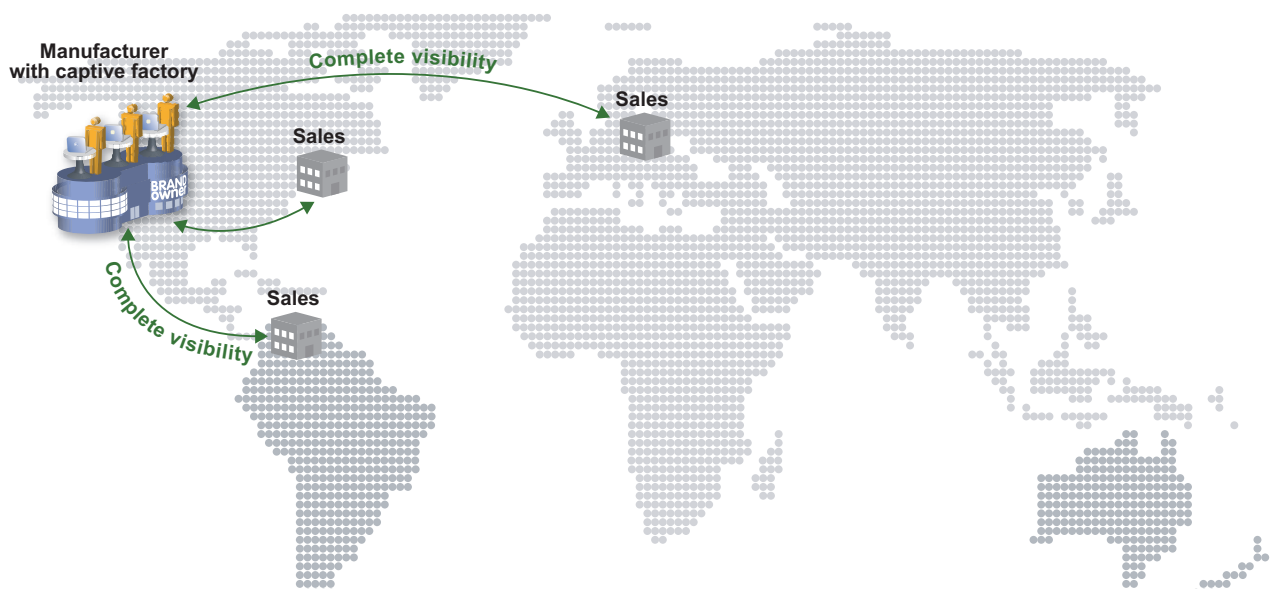 Manufacturer
with captive factory
Complete visibility
Sales
Sales
BRAND
OWNER
Sales
Complete visibility